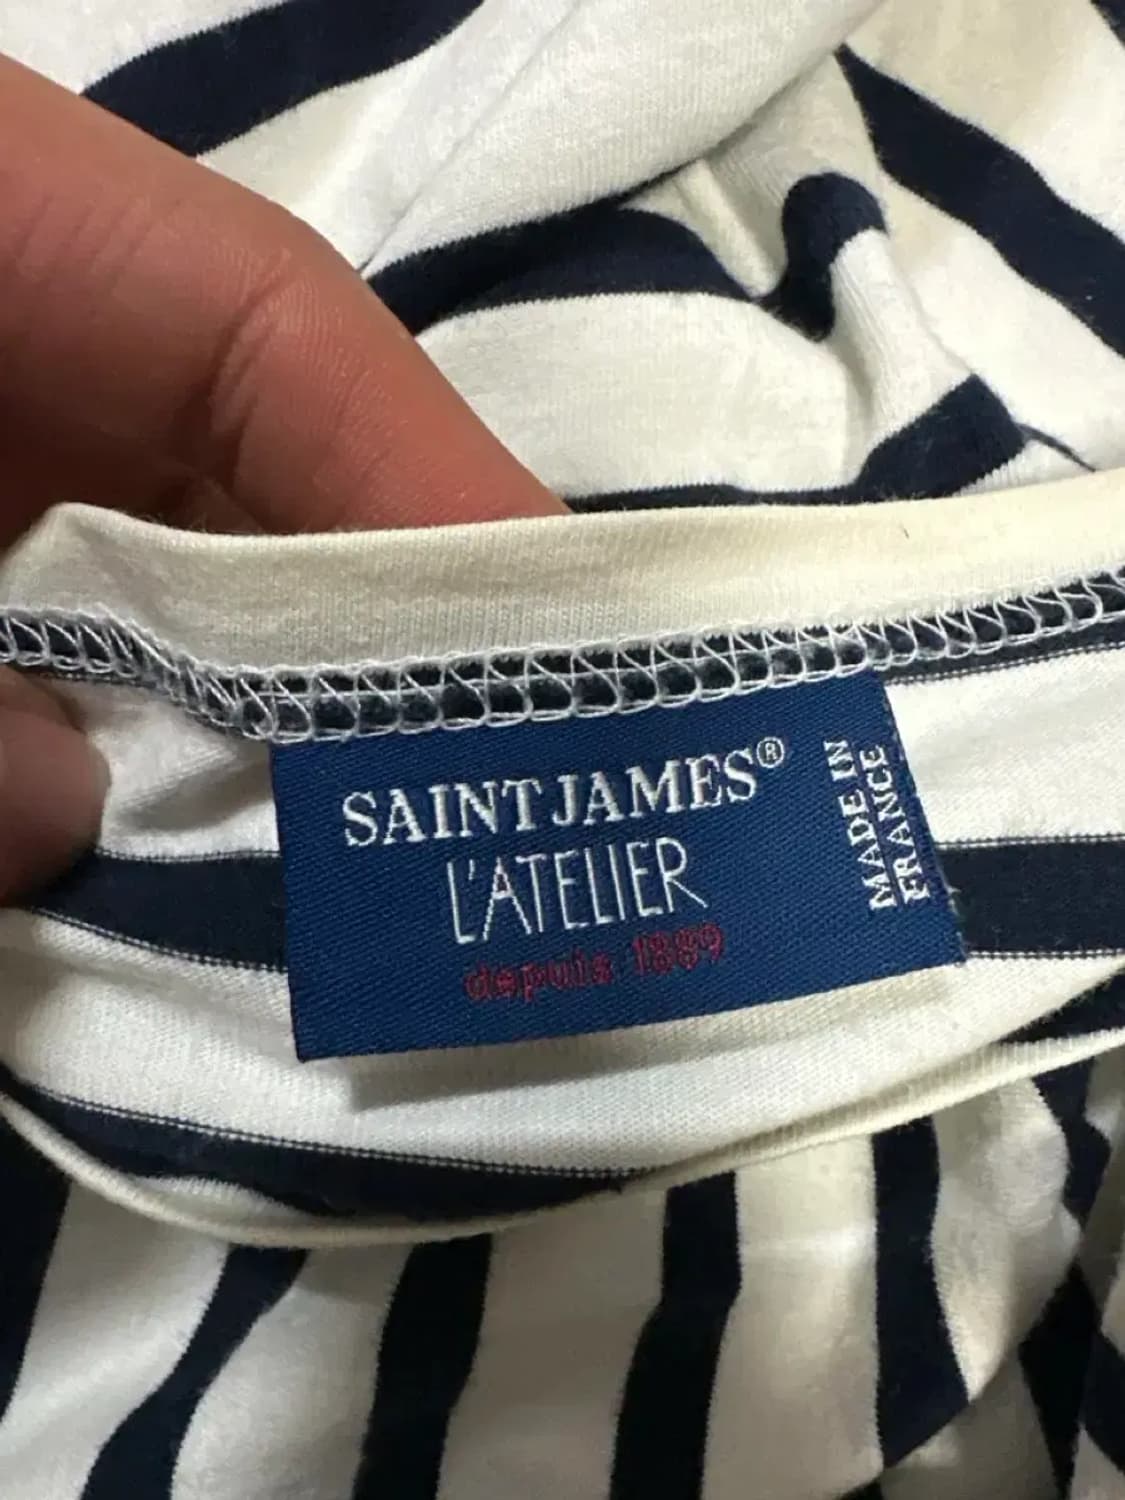 SAINT JAMES®
L'ATELIER
depuis 1889
MADE IN
FRANCE